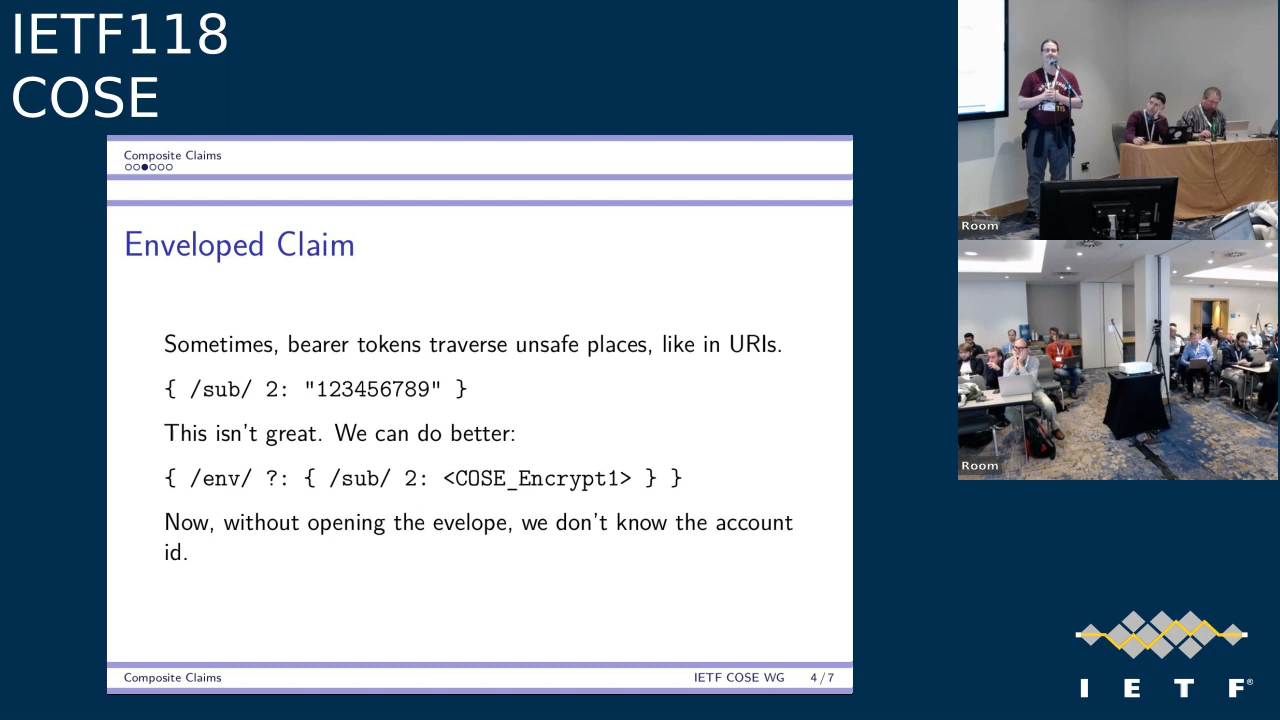 IETF118
COSE
Composite Claims
Enveloped Claim
Sometimes, bearer tokens traverse unsafe places, like in URIs.
{ /sub/ 2: "123456789" }
This isn't great. We can do better:
{ /env/ ?: { /sub/ 2: <COSE_Encrypt1> } }
Now, without opening the evelope, we don't know the account
id.
Composite Claims
IETF COSE WG 4 / 7
Room
Room
I E T F®